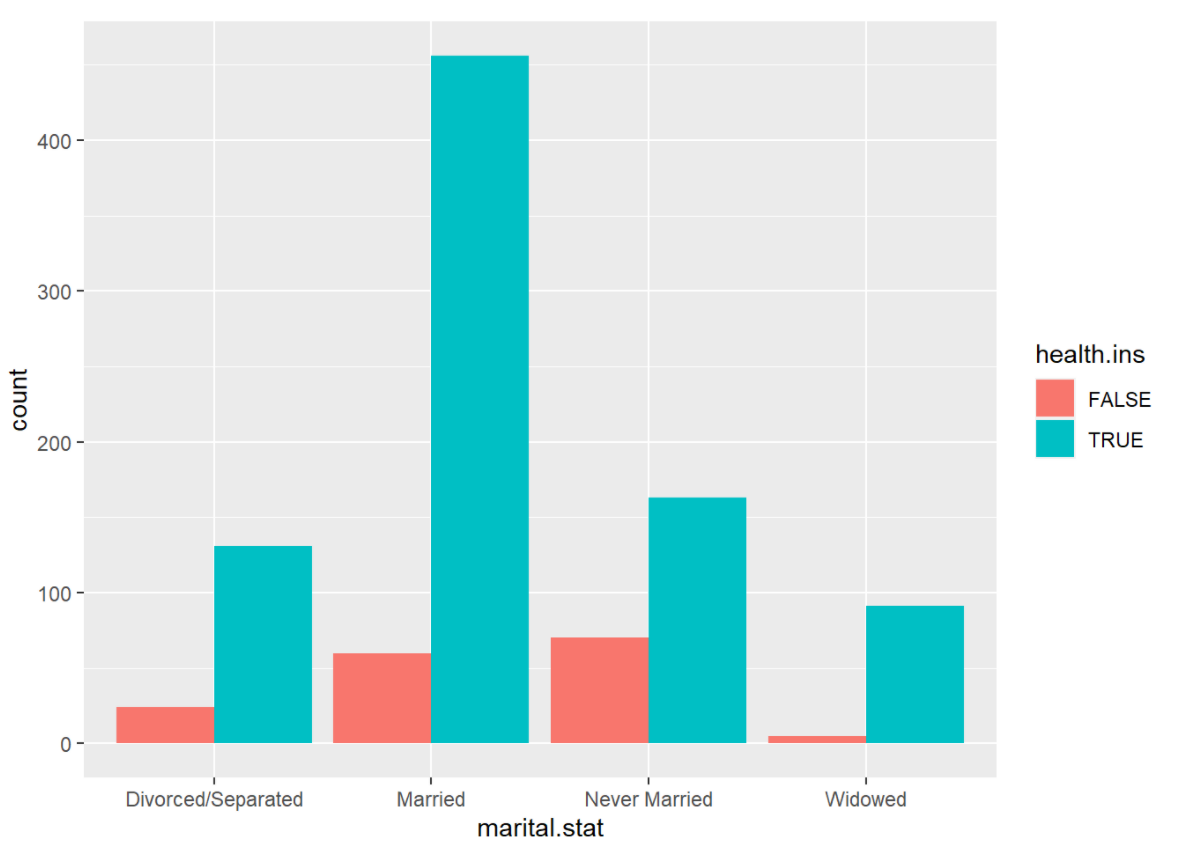 count
400
300
200
100
0
Divorced/Separated
Married
Never Married
Widowed
marital.stat
health.ins
FALSE
TRUE